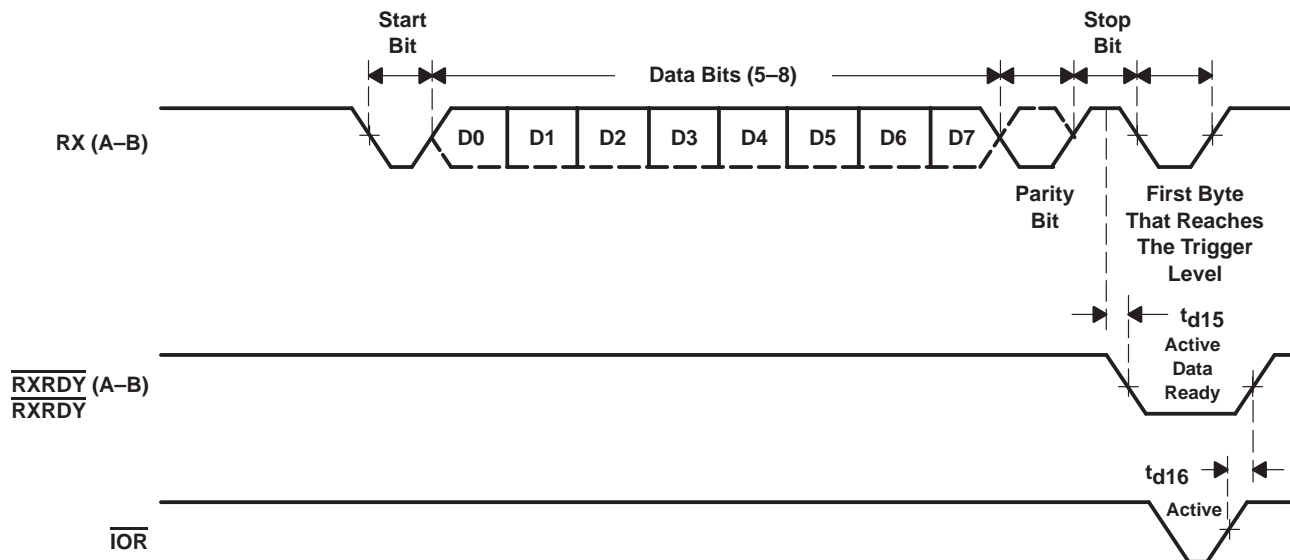 Start
Bit
Data Bits (5–8)
Stop
Bit
RX (A–B)
D0 D1 D2 D3 D4 D5 D6 D7
Parity
Bit
First Byte
That Reaches
The Trigger
Level
td15
Active
Data
Ready
RXRDY (A–B)
RXRDY
td16
Active
IOR